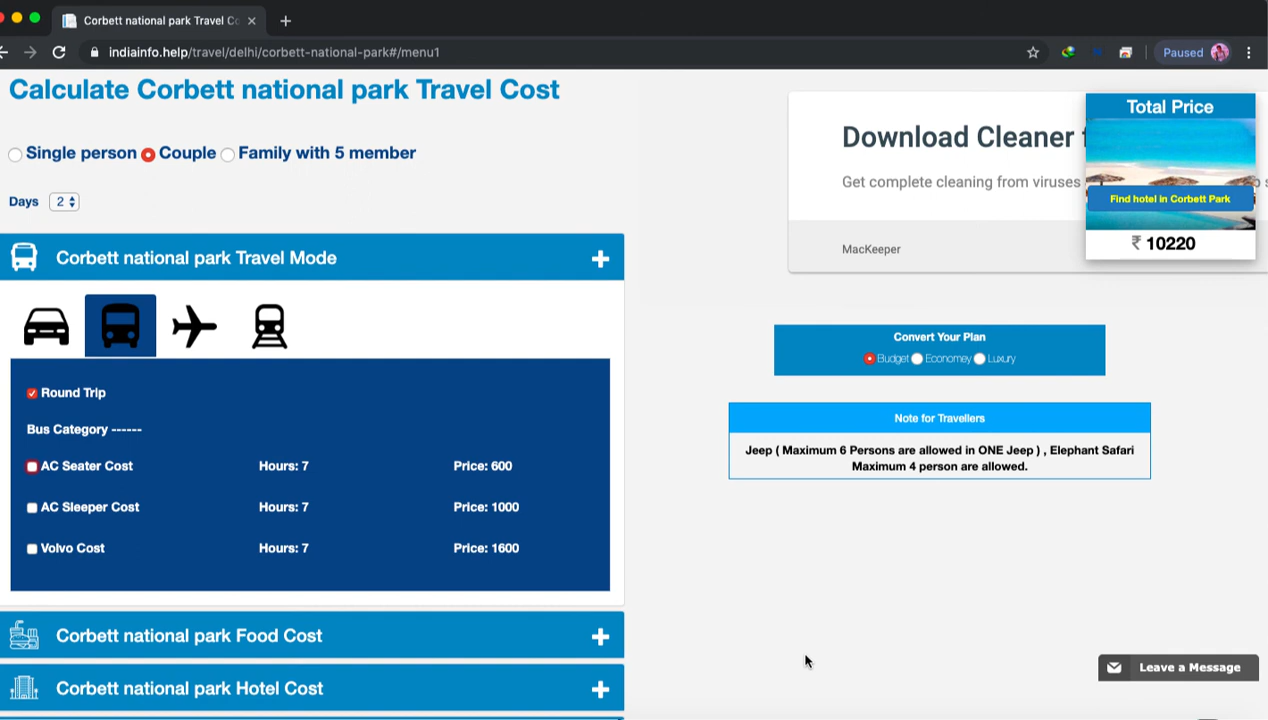 Corbett national park Travel Co
indiainfo.help/travel/delhi/corbett-national-park#/menu1
Paused
Calculate Corbett national park Travel Cost
Single person Couple Family with 5 member
Days 2
Corbett national park Travel Mode
Round Trip
Bus Category ------
AC Seater Cost Hours: 7 Price: 600
AC Sleeper Cost Hours: 7 Price: 1000
Volvo Cost Hours: 7 Price: 1600
Corbett national park Food Cost
Corbett national park Hotel Cost
Download Cleaner
Get complete cleaning from viruses
MacKeeper
Total Price
Find hotel in Corbett Park
₹ 10220
Convert Your Plan
Budget Economey Luxury
Note for Travellers
Jeep ( Maximum 6 Persons are allowed in ONE Jeep ) , Elephant Safari
Maximum 4 person are allowed.
Leave a Message